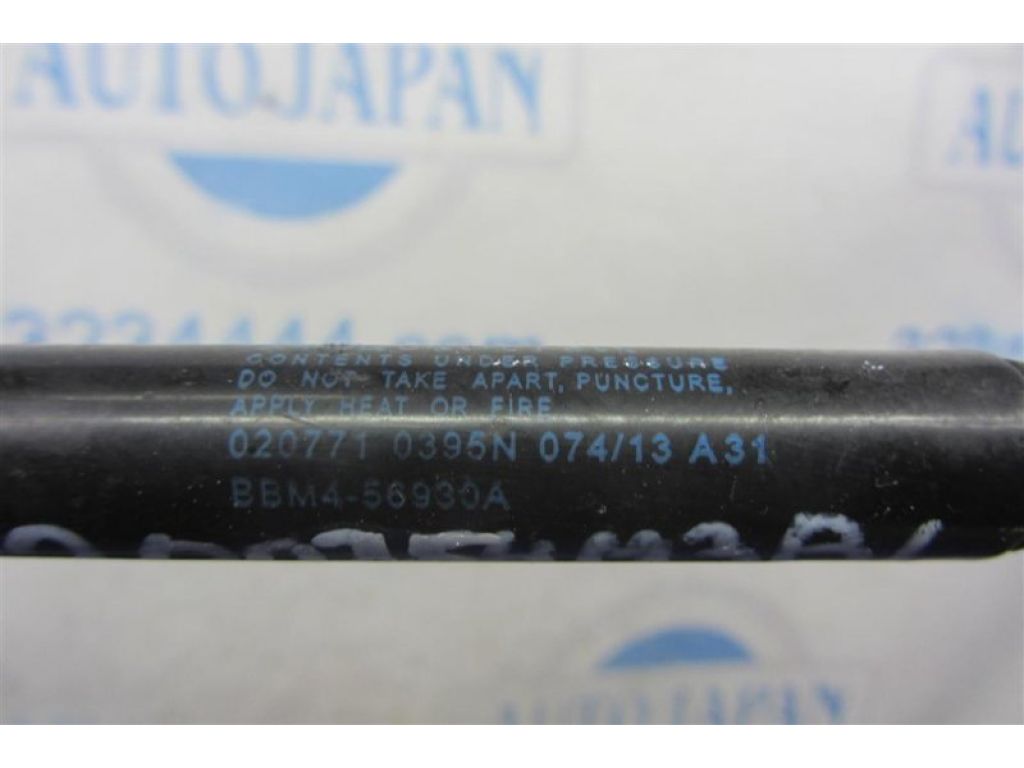 AUTOJAPAN
CONTENTS UNDER PRESSURE
DO NOT TAKE APART, PUNCTURE,
APPLY HEAT OR FIRE
020771 0395N 074/13 A31
BBM4-56930A
AUTOJAPAN